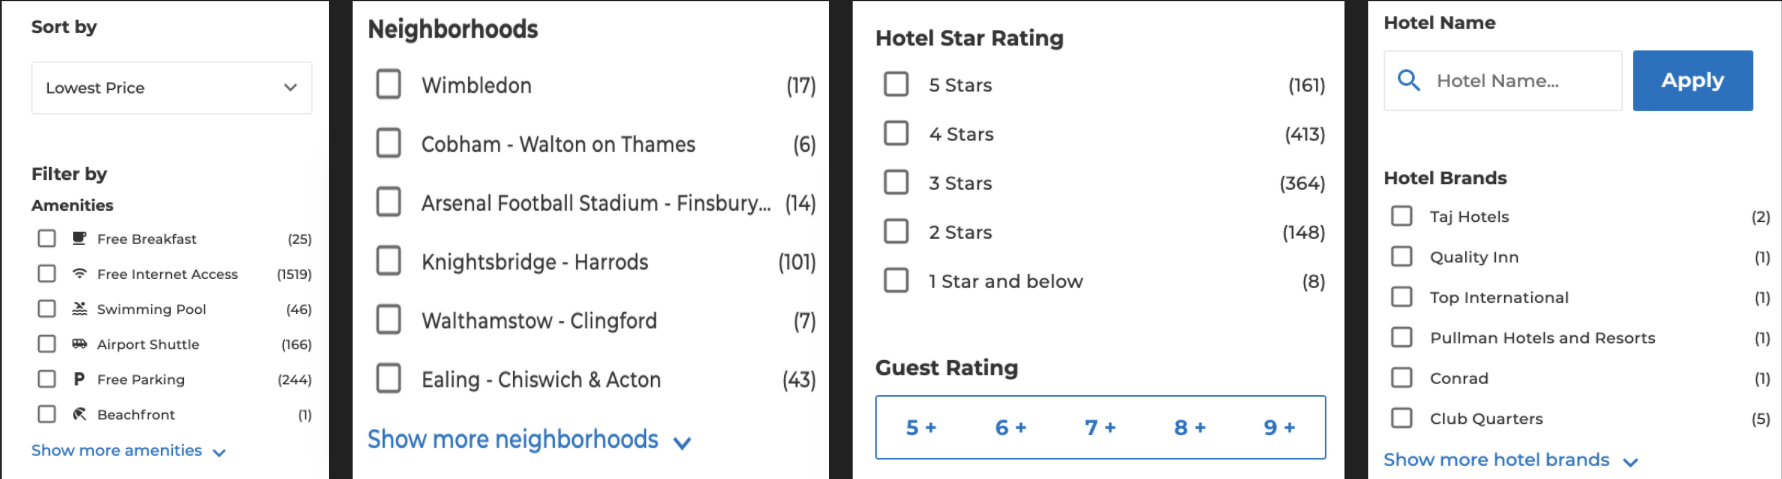 Sort by
Lowest Price
Filter by
Amenities
Free Breakfast (25)
Free Internet Access (1519)
Swimming Pool (46)
Airport Shuttle (166)
P Free Parking (244)
Beachfront (1)
Show more amenities
Neighborhoods
Wimbledon (17)
Cobham - Walton on Thames (6)
Arsenal Football Stadium - Finsbury... (14)
Knightsbridge - Harrods (101)
Walthamstow - Clingford (7)
Ealing - Chiswich & Acton (43)
Show more neighborhoods
Hotel Star Rating
5 Stars (161)
4 Stars (413)
3 Stars (364)
2 Stars (148)
1 Star and below (8)
Guest Rating
5 + 6 + 7 + 8 + 9 +
Hotel Name
Hotel Name... Apply
Hotel Brands
Taj Hotels (2)
Quality Inn (1)
Top International (1)
Pullman Hotels and Resorts (1)
Conrad (1)
Club Quarters (5)
Show more hotel brands